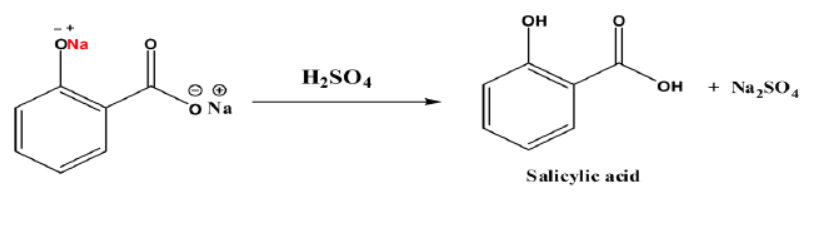 − +
ONa
O
⊖ ⊕
O Na
H₂SO₄
OH
O
OH
+ Na₂SO₄
Salicylic acid